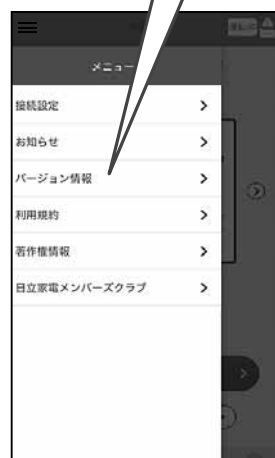 メニュー
接続設定
お知らせ
バージョン情報
利用規約
著作権情報
日立家電メンバーズクラブ